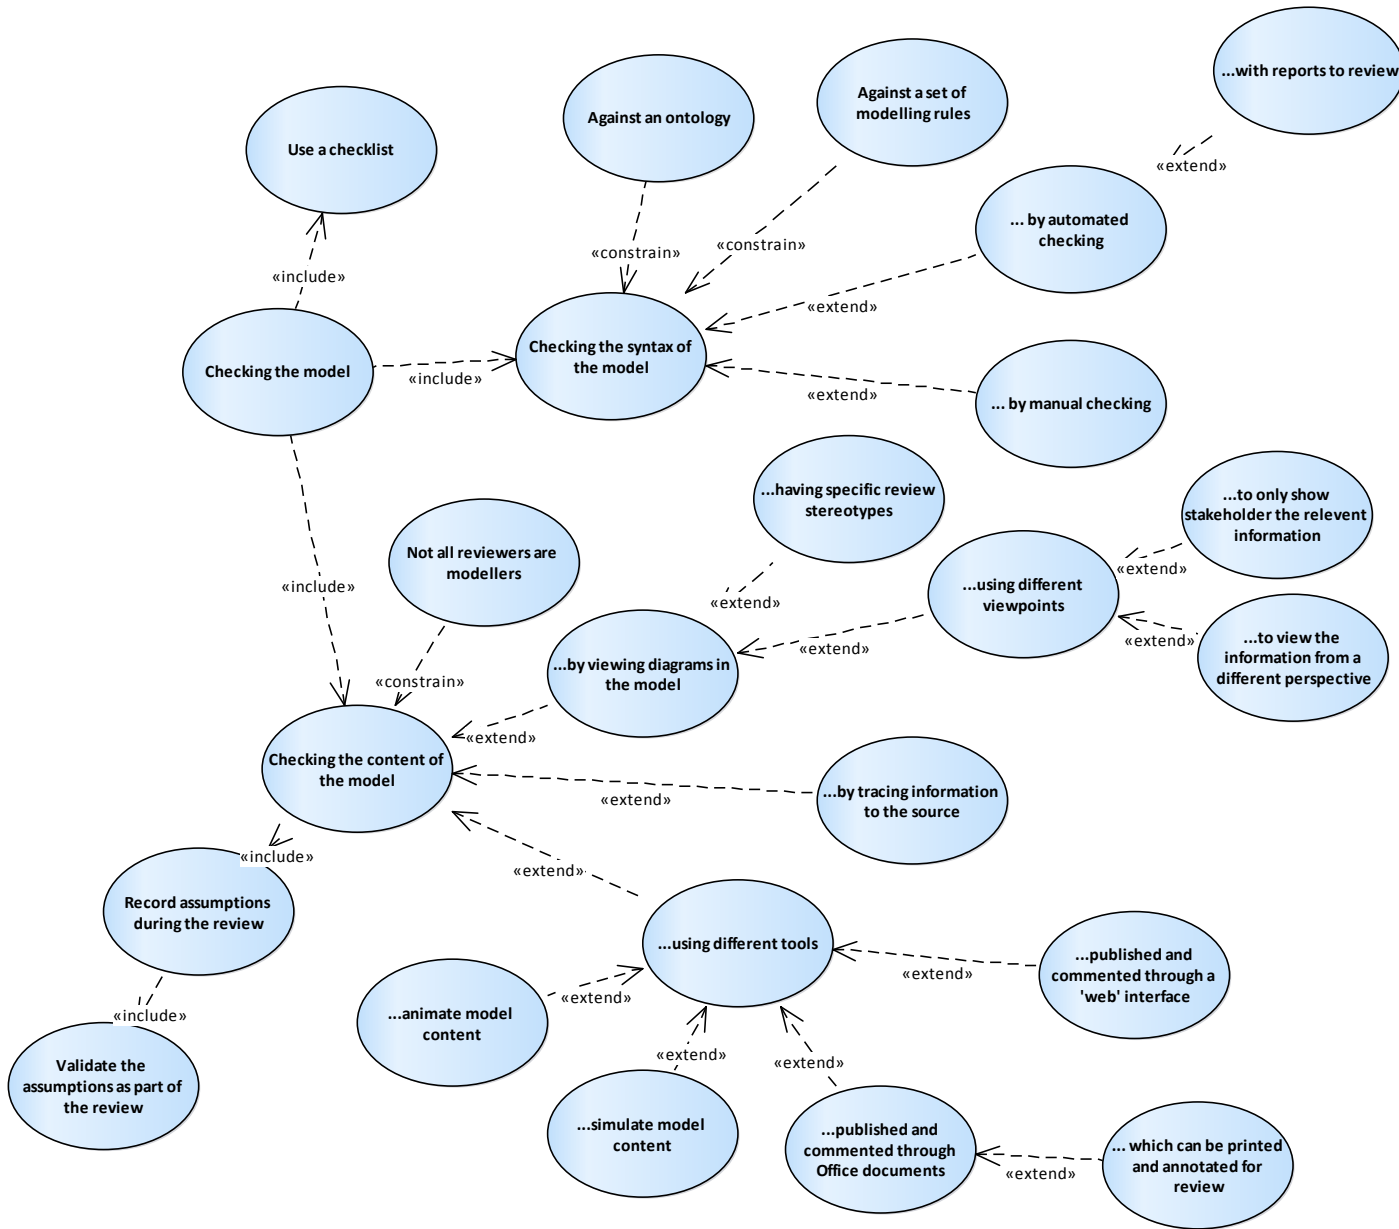 ...with reports to review
Against a set of
modelling rules
Against an ontology
Use a checklist
«extend»
... by automated
checking
«constrain»
«constrain»
«include»
«extend»
Checking the syntax of
the model
Checking the model
«include»
«extend»
... by manual checking
...having specific review
stereotypes
...to only show
stakeholder the relevent
information
Not all reviewers are
modellers
«extend»
«include»
...using different
viewpoints
«extend»
«extend»
...to view the
information from a
different perspective
«extend»
...by viewing diagrams in
the model
«constrain»
«extend»
Checking the content of
the model
...by tracing information
to the source
«extend»
«include»
«extend»
Record assumptions
during the review
...using different tools
...published and
commented through a
'web' interface
«extend»
«extend»
...animate model
content
«include»
«extend»
«extend»
Validate the
assumptions as part of
the review
...simulate model
content
...published and
commented through
Office documents
... which can be printed
and annotated for
review
«extend»